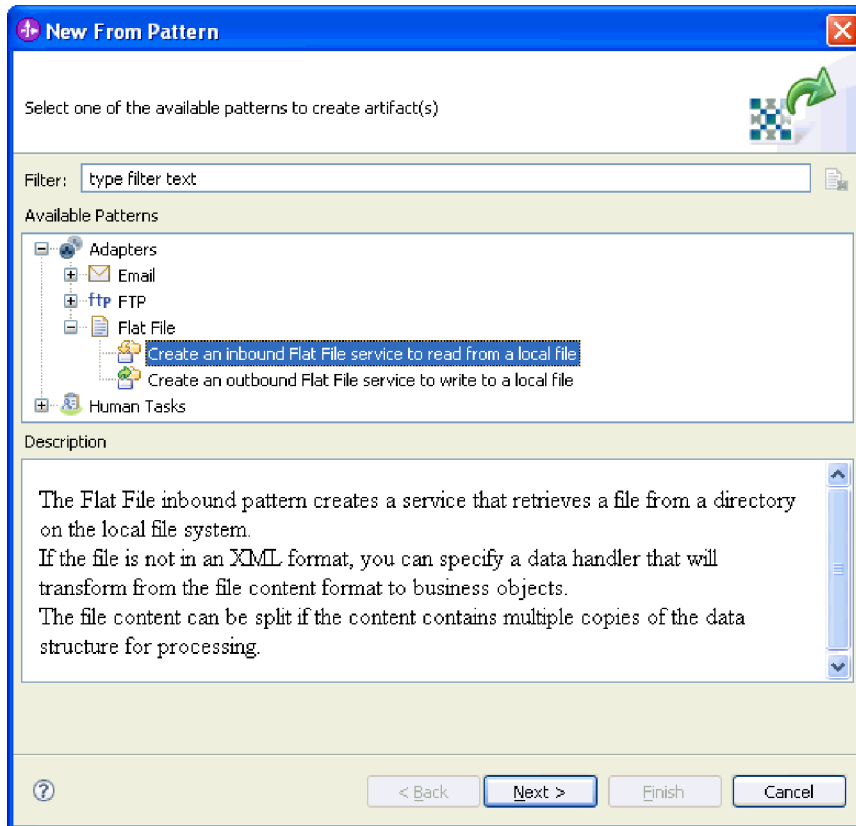 New From Pattern
Select one of the available patterns to create artifact(s)
Filter: type filter text
Available Patterns
Adapters
Email
ftp FTP
Flat File
Create an inbound Flat File service to read from a local file
Create an outbound Flat File service to write to a local file
Human Tasks
Description
The Flat File inbound pattern creates a service that retrieves a file from a directory
on the local file system.
If the file is not in an XML format, you can specify a data handler that will
transform from the file content format to business objects.
The file content can be split if the content contains multiple copies of the data
structure for processing.
< Back Next > Finish Cancel